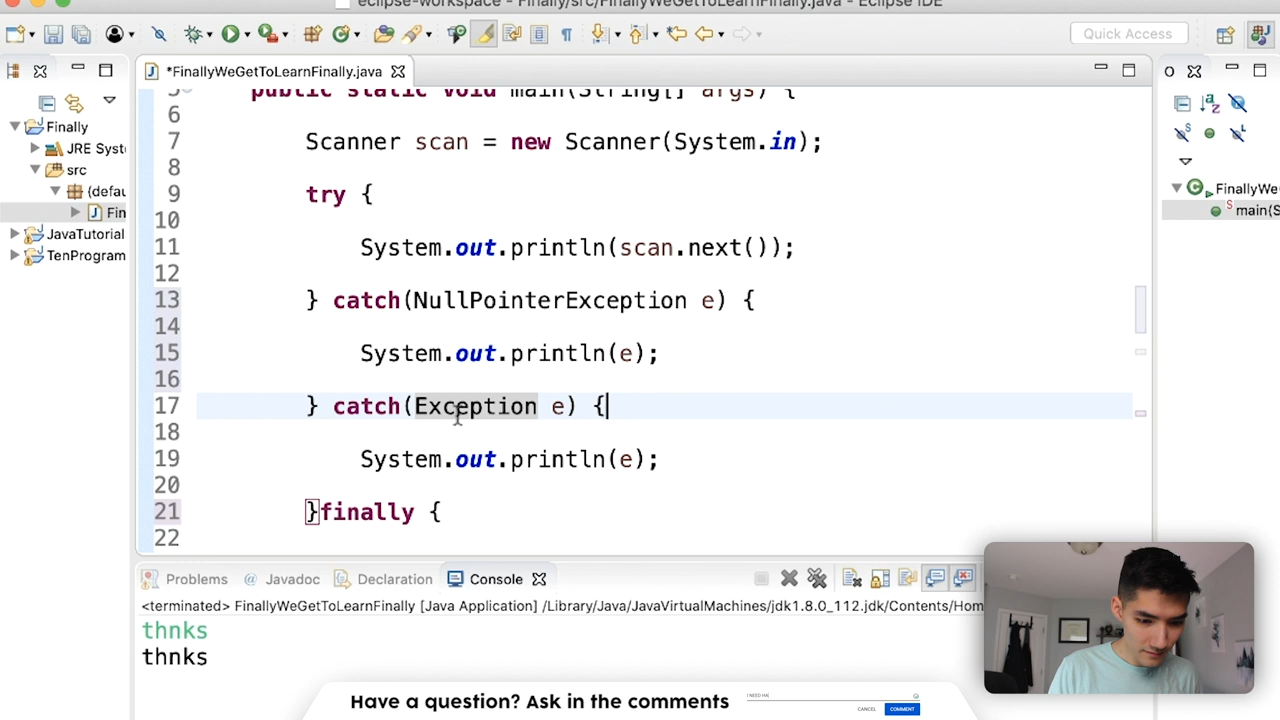 eclipse-workspace - Finally/src/FinallyWeGetToLearnFinally.java - Eclipse IDE
Quick Access
*FinallyWeGetToLearnFinally.java
Finally
JRE Syst
src
(defau
Fin
JavaTutorial
TenProgram
5 public static void main(String[] args) {
6
7 Scanner scan = new Scanner(System.in);
8
9 try {
10
11 System.out.println(scan.next());
12
13 } catch(NullPointerException e) {
14
15 System.out.println(e);
16
17 } catch(Exception e) {
18
19 System.out.println(e);
20
21 }finally {
22
FinallyWe
main(S
Problems @ Javadoc Declaration Console
<terminated> FinallyWeGetToLearnFinally [Java Application] /Library/Java/JavaVirtualMachines/jdk1.8.0_112.jdk/Contents/Hom
thnks
thnks
Have a question? Ask in the comments
I NEED HA
CANCEL COMMENT